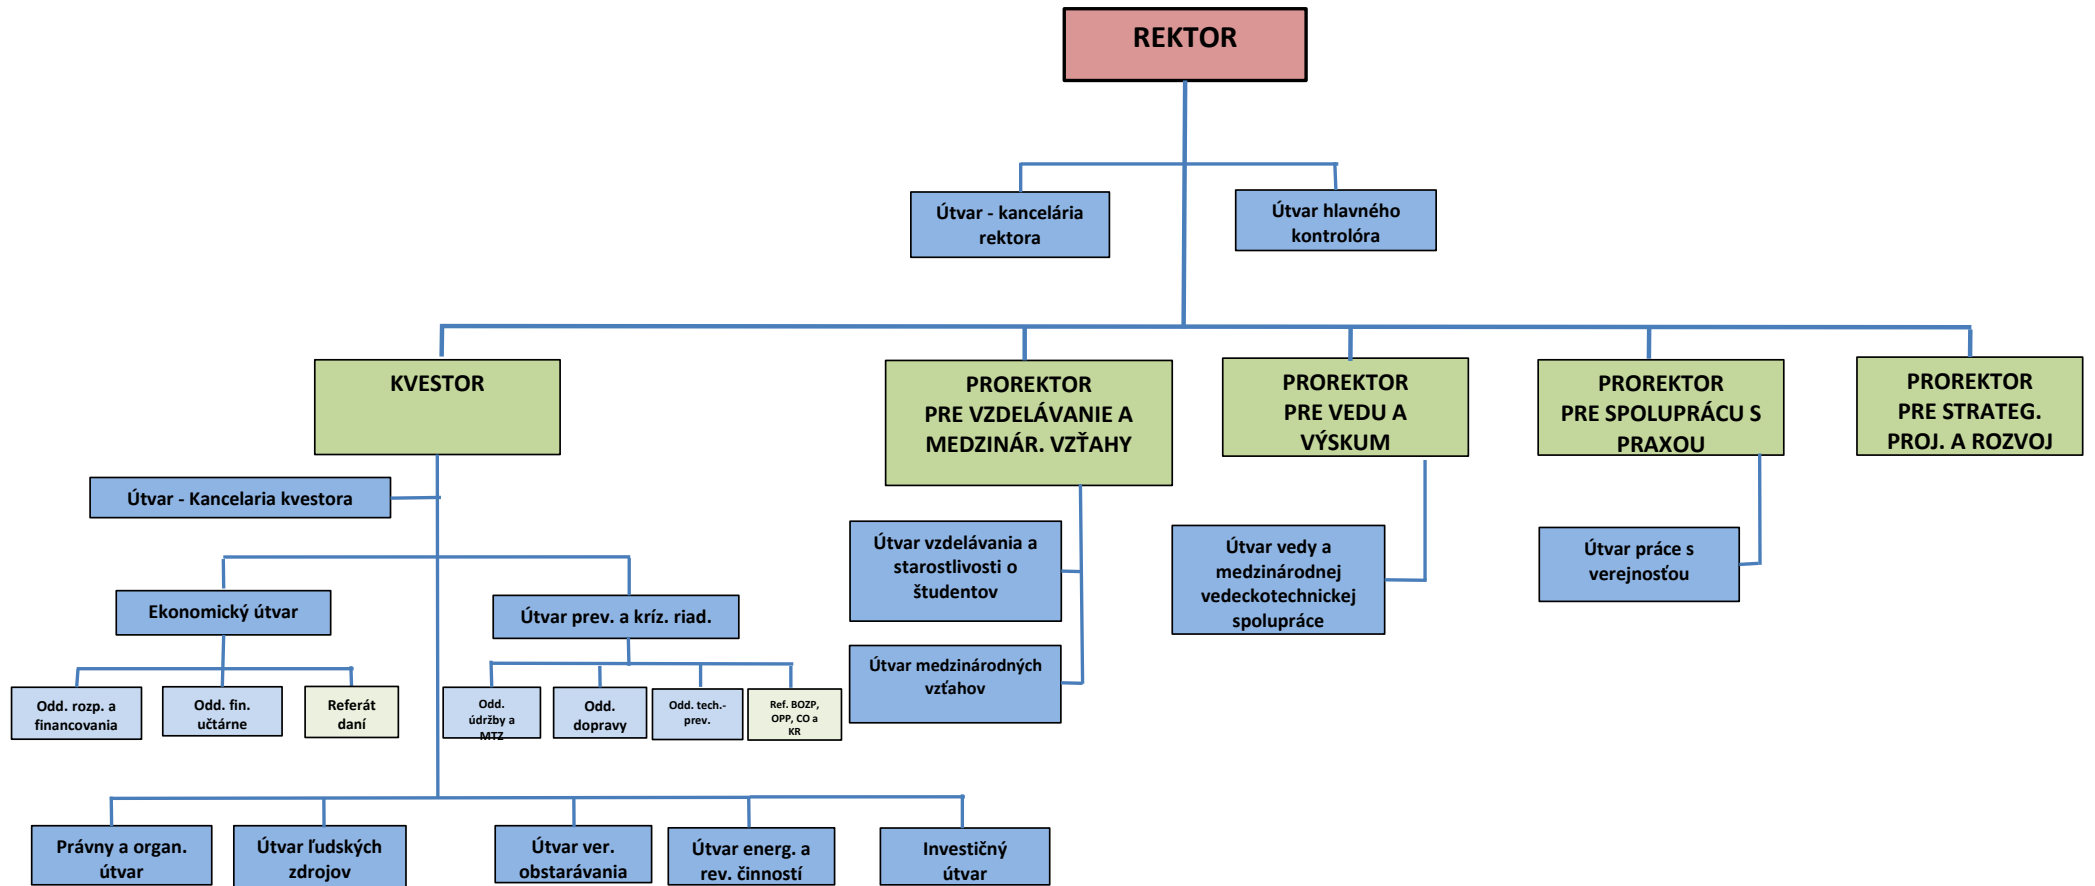 REKTOR
Útvar - kancelária
rektora
Útvar hlavného
kontrolóra
KVESTOR
PROREKTOR
PRE VZDELÁVANIE A
MEDZINÁR. VZŤAHY
PROREKTOR
PRE VEDU A
VÝSKUM
PROREKTOR
PRE SPOLUPRÁCU S
PRAXOU
PROREKTOR
PRE STRATEG.
PROJ. A ROZVOJ
Útvar - Kancelaria kvestora
Útvar vzdelávania a
starostlivosti o
študentov
Útvar vedy a
medzinárodnej
vedeckotechnickej
spolupráce
Útvar práce s
verejnosťou
Ekonomický útvar
Útvar prev. a kríz. riad.
Útvar medzinárodných
vzťahov
Odd. rozp. a
financovania
Odd. fin.
učtárne
Referát
daní
Odd.
údržby a
MTZ
Odd.
dopravy
Odd. tech.-
prev.
Ref. BOZP,
OPP, CO a
KR
Právny a organ.
útvar
Útvar ľudských
zdrojov
Útvar ver.
obstarávania
Útvar energ. a
rev. činností
Investičný
útvar